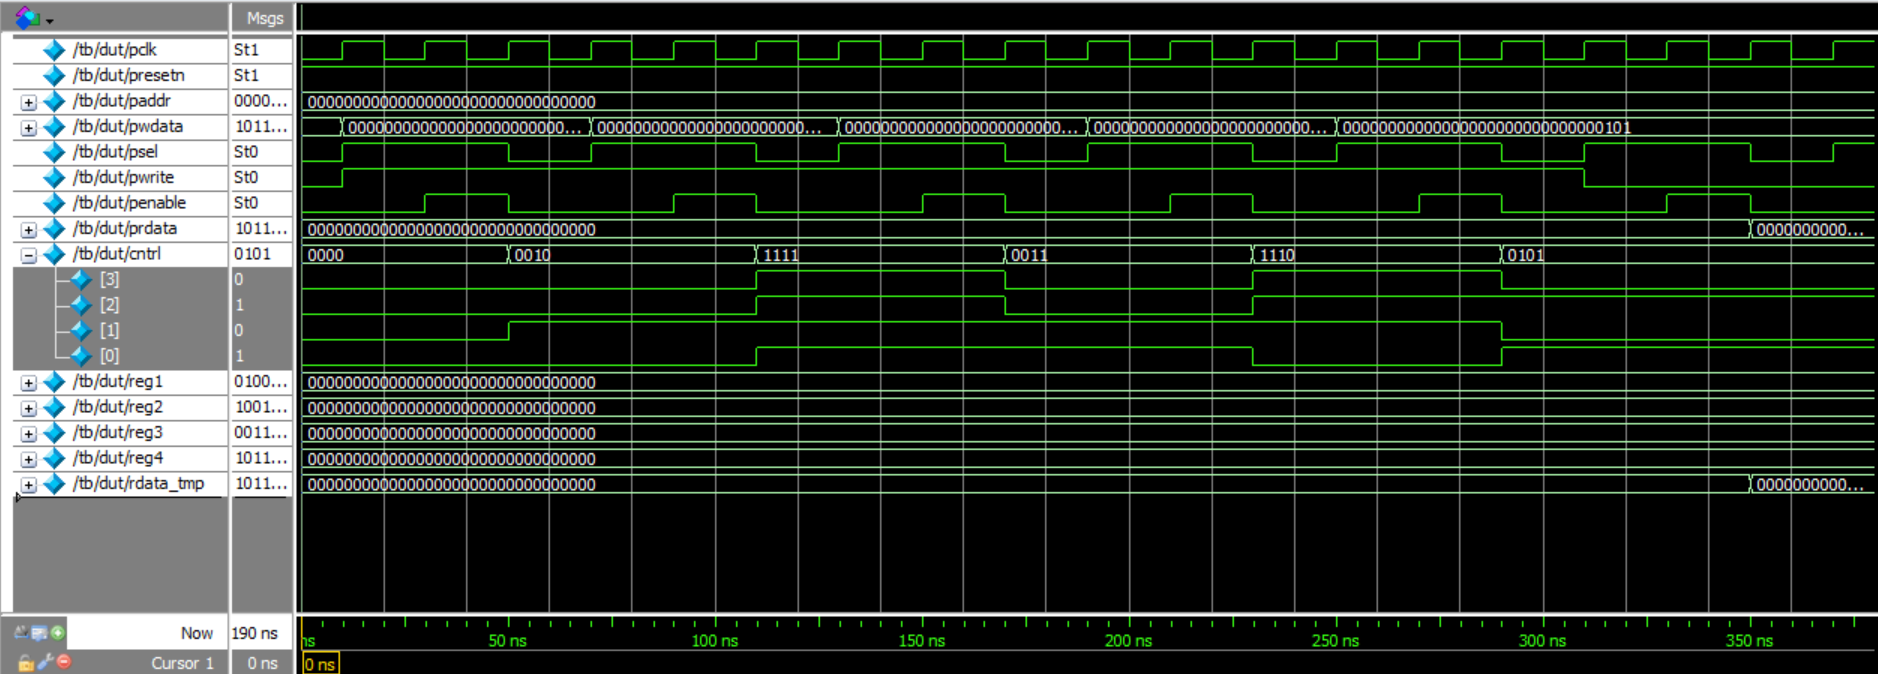 Msgs
/tb/dut/pclk St1
/tb/dut/presetn St1
/tb/dut/paddr 0000... 00000000000000000000000000000000
/tb/dut/pwdata 1011... 0000000000000000000000000... 00000000000000000000000000... 00000000000000000000000000... 00000000000000000000000000... 00000000000000000000000000000101
/tb/dut/psel St0
/tb/dut/pwrite St0
/tb/dut/penable St0
/tb/dut/prdata 1011... 00000000000000000000000000000000 0000000000...
/tb/dut/cntrl 0101 0000 0010 1111 0011 1110 0101
[3] 0
[2] 1
[1] 0
[0] 1
/tb/dut/reg1 0100... 00000000000000000000000000000000
/tb/dut/reg2 1001... 00000000000000000000000000000000
/tb/dut/reg3 0011... 00000000000000000000000000000000
/tb/dut/reg4 1011... 00000000000000000000000000000000
/tb/dut/rdata_tmp 1011... 00000000000000000000000000000000 0000000000...
Now 190 ns ns 50 ns 100 ns 150 ns 200 ns 250 ns 300 ns 350 ns
Cursor 1 0 ns 0 ns